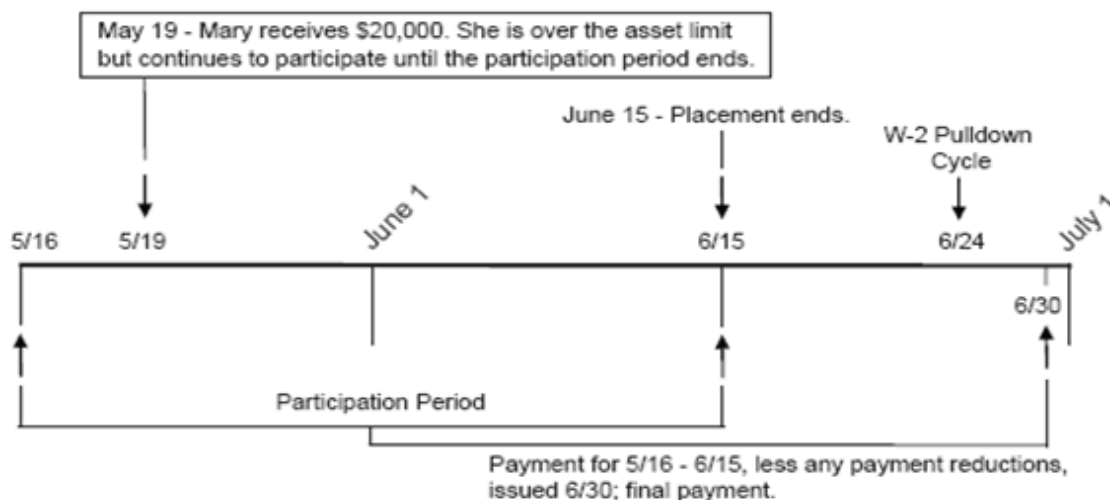 May 19 - Mary receives $20,000. She is over the asset limit
but continues to participate until the participation period ends.
June 15 - Placement ends.
W-2 Pulldown
Cycle
5/16
5/19
June 1
6/15
6/24
July 1
6/30
Participation Period
Payment for 5/16 - 6/15, less any payment reductions,
issued 6/30; final payment.